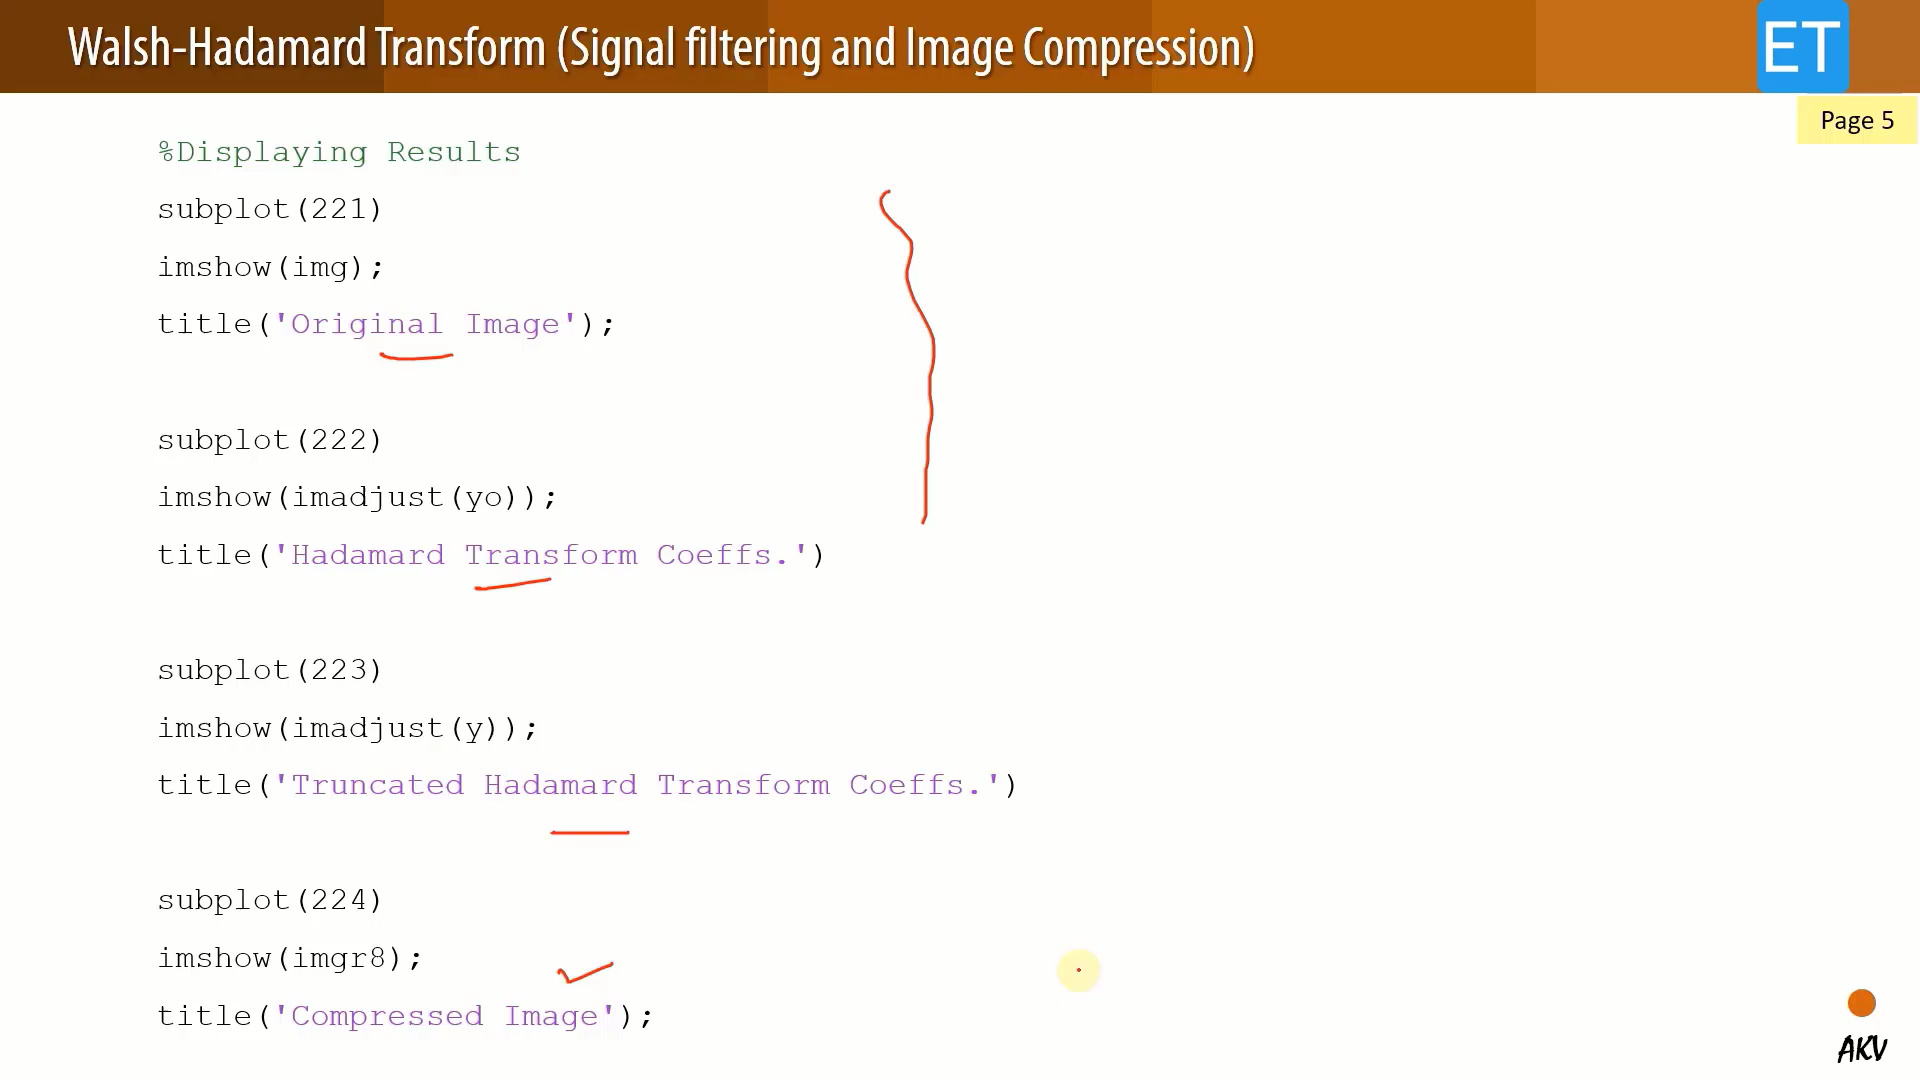 Walsh-Hadamard Transform (Signal filtering and Image Compression)
ET
Page 5
%Displaying Results
subplot(221)
imshow(img);
title('Original Image');
subplot(222)
imshow(imadjust(yo));
title('Hadamard Transform Coeffs.')
subplot(223)
imshow(imadjust(y));
title('Truncated Hadamard Transform Coeffs.')
subplot(224)
imshow(imgr8);
title('Compressed Image');
AKV